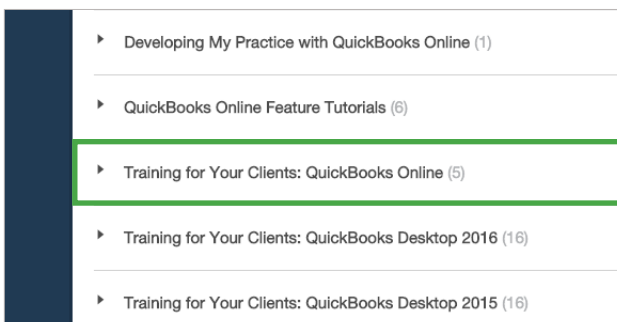 Developing My Practice with QuickBooks Online (1)
QuickBooks Online Feature Tutorials (6)
Training for Your Clients: QuickBooks Online (5)
Training for Your Clients: QuickBooks Desktop 2016 (16)
Training for Your Clients: QuickBooks Desktop 2015 (16)